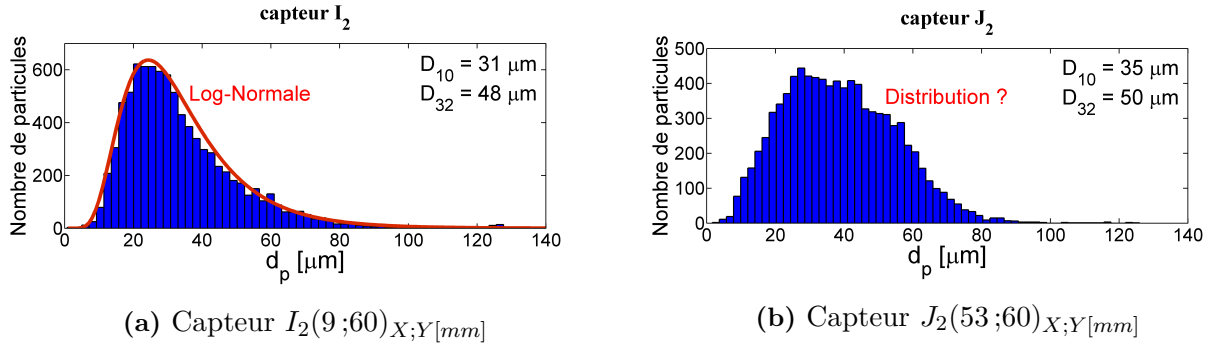 capteur I₂
Nombre de particules
600
400
200
0
Log-Normale
D₁₀ = 31 μm
D₃₂ = 48 μm
0 20 40 60 80 100 120 140
d_p [μm]
(a) Capteur I₂(9 ;60)X;Y[mm]
capteur J₂
Nombre de particules
500
400
300
200
100
0
Distribution ?
D₁₀ = 35 μm
D₃₂ = 50 μm
0 20 40 60 80 100 120 140
d_p [μm]
(b) Capteur J₂(53 ;60)X;Y[mm]